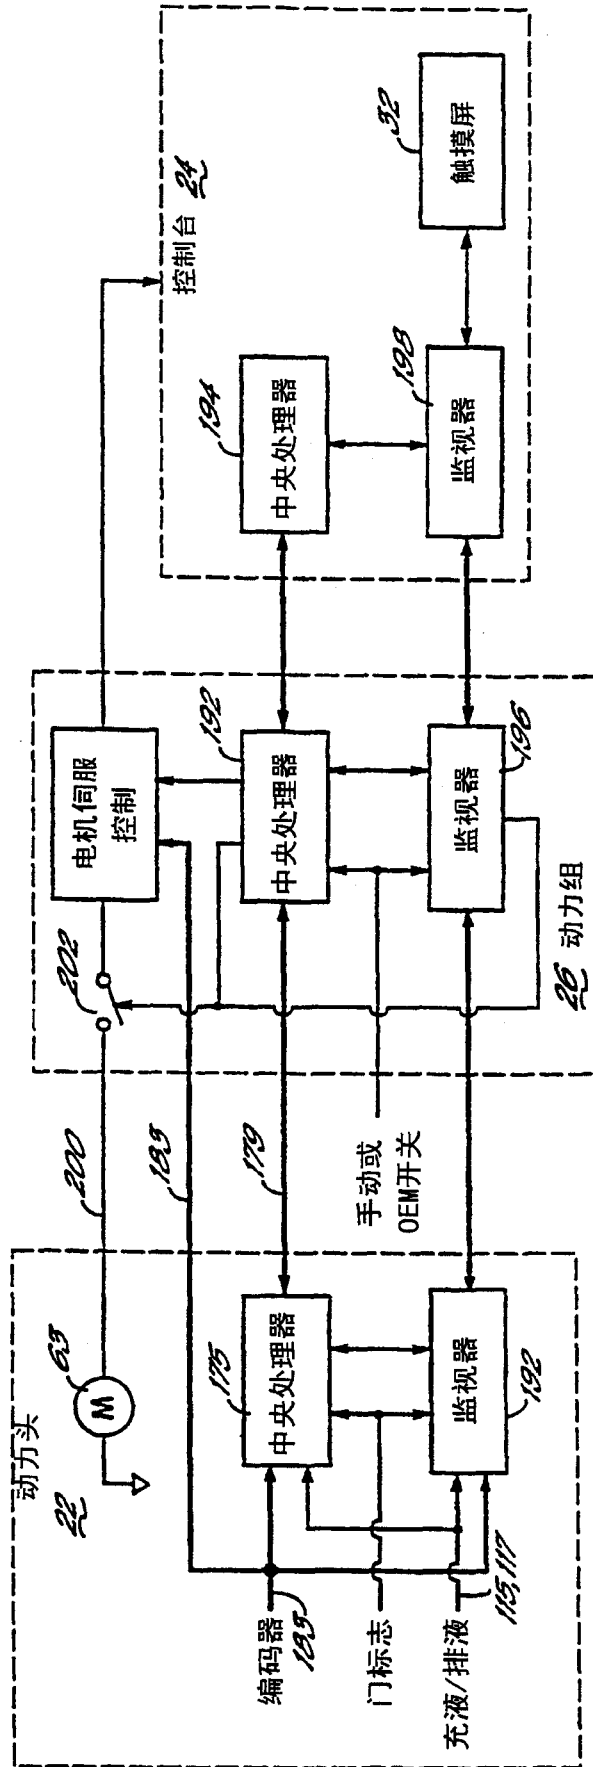 动力头
22
63
M
200
183
179
175
中央处理器
监视器
192
编码器
183
门标志
充液/排液
115,117
202
电机伺服
控制
192
中央处理器
监视器
196
手动或
OEM开关
26 动力组
控制台 24
194
中央处理器
198
监视器
32
触摸屏